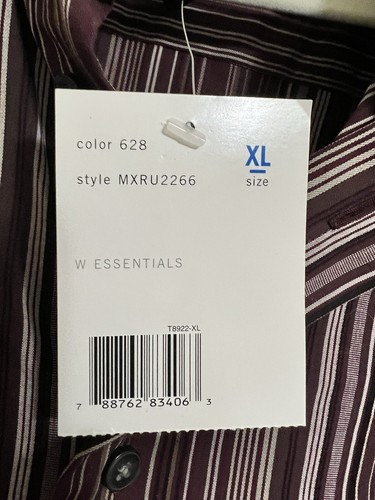 color 628
XL
style MXRU2266
size
W ESSENTIALS
T8922-XL
7 88762 83406 3